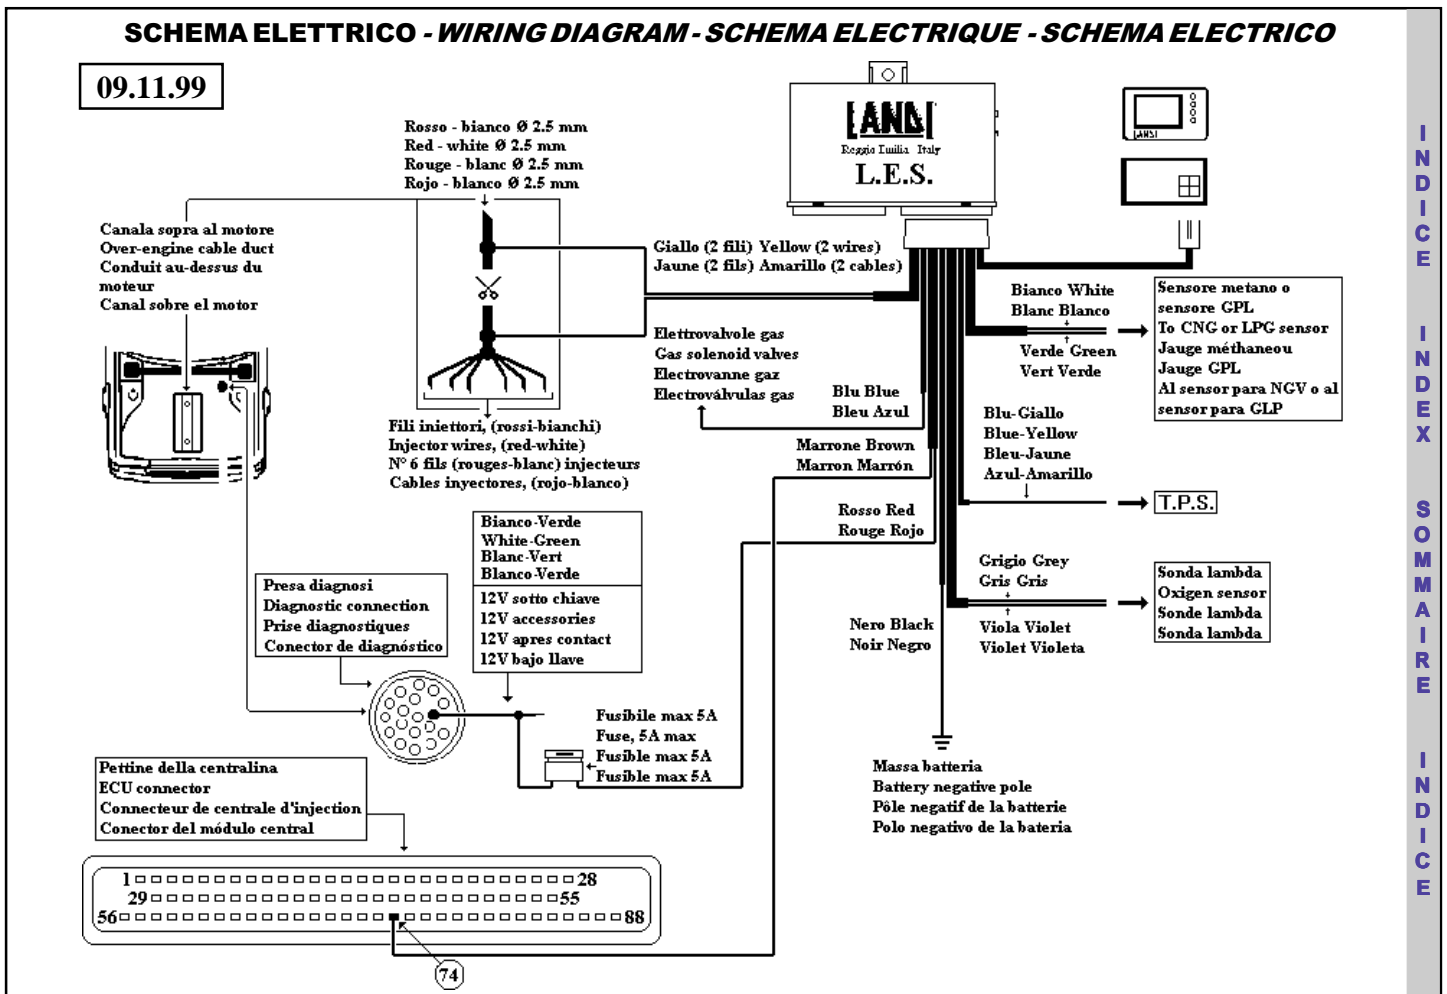 SCHEMA ELETTRICO - WIRING DIAGRAM - SCHEMA ELECTRIQUE - SCHEMA ELECTRICO
09.11.99
Rosso - bianco Ø 2.5 mm
Red - white Ø 2.5 mm
Rouge - blanc Ø 2.5 mm
Rojo - blanco Ø 2.5 mm
LANDI
Reggio Emilia Italy
L.E.S.
LANDI
Canala sopra al motore
Over-engine cable duct
Conduit au-dessus du
moteur
Canal sobre el motor
Giallo (2 fili) Yellow (2 wires)
Jaune (2 fils) Amarillo (2 cables)
Bianco White
Blanc Blanco
Verde Green
Vert Verde
Sensore metano o
sensore GPL
To CNG or LPG sensor
Jauge méthaneou
Jauge GPL
Al sensor para NGV o al
sensor para GLP
Elettrovalvole gas
Gas solenoid valves
Electrovanne gaz
Electroválvulas gas
Blu Blue
Bleu Azul
Fili iniettori, (rossi-bianchi)
Injector wires, (red-white)
N° 6 fils (rouges-blanc) injecteurs
Cables inyectores, (rojo-blanco)
Marrone Brown
Marron Marrón
Blu-Giallo
Blue-Yellow
Bleu-Jaune
Azul-Amarillo
T.P.S.
Rosso Red
Rouge Rojo
Bianco-Verde
White-Green
Blanc-Vert
Blanco-Verde
12V sotto chiave
12V accessories
12V apres contact
12V bajo llave
Grigio Grey
Gris Gris
Viola Violet
Violet Violeta
Sonda lambda
Oxigen sensor
Sonde lambda
Sonda lambda
Presa diagnosi
Diagnostic connection
Prise diagnostiques
Conector de diagnóstico
Nero Black
Noir Negro
Fusibile max 5A
Fuse, 5A max
Fusible max 5A
Fusible max 5A
Massa batteria
Battery negative pole
Pôle negatif de la batterie
Polo negativo de la bateria
Pettine della centralina
ECU connector
Connecteur de centrale d'injection
Conector del módulo central
1 28
29 55
56 88
74
INDICE
INDEX
SOMMAIRE
INDICE